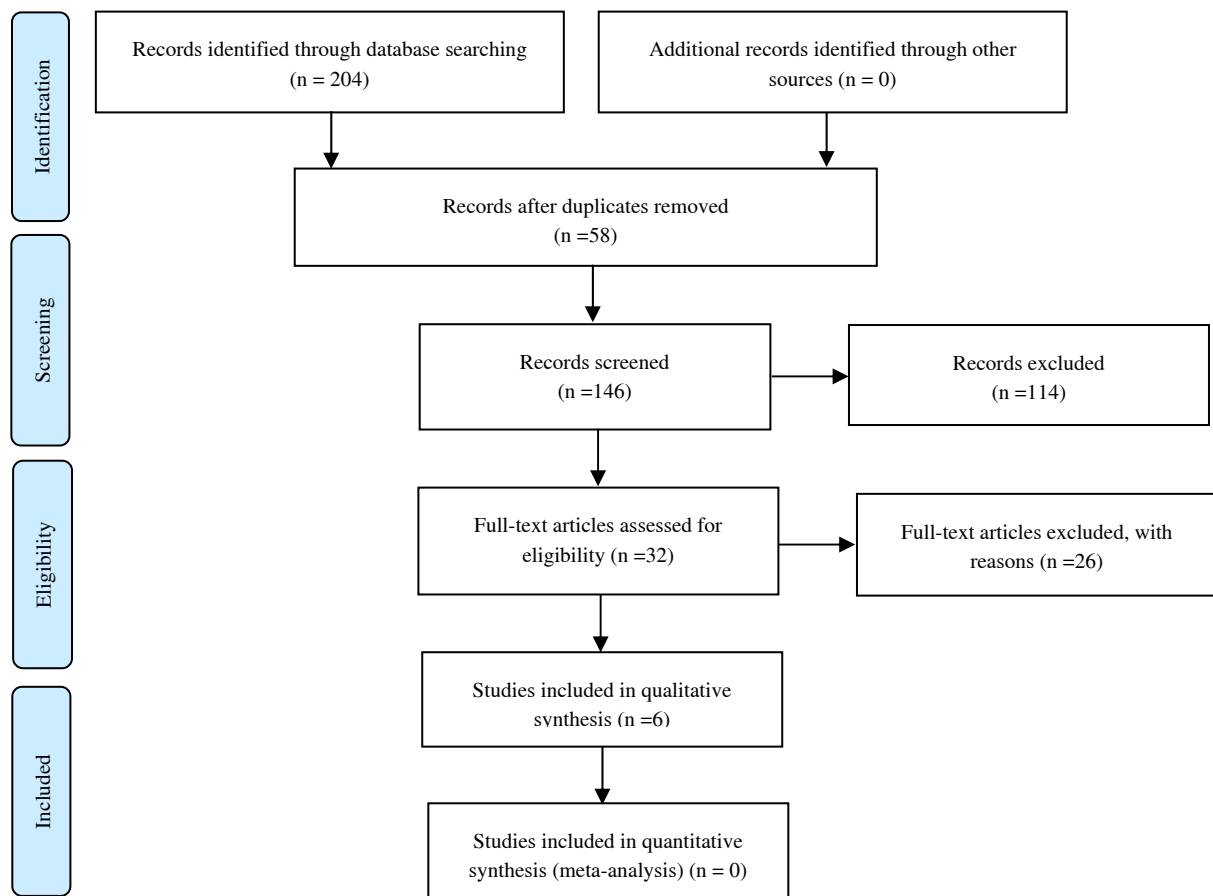 Identification
Records identified through database searching
(n = 204)
Additional records identified through other
sources (n = 0)
Records after duplicates removed
(n =58)
Screening
Records screened
(n =146)
Records excluded
(n =114)
Eligibility
Full-text articles assessed for
eligibility (n =32)
Full-text articles excluded, with
reasons (n =26)
Included
Studies included in qualitative
synthesis (n =6)
Studies included in quantitative
synthesis (meta-analysis) (n = 0)